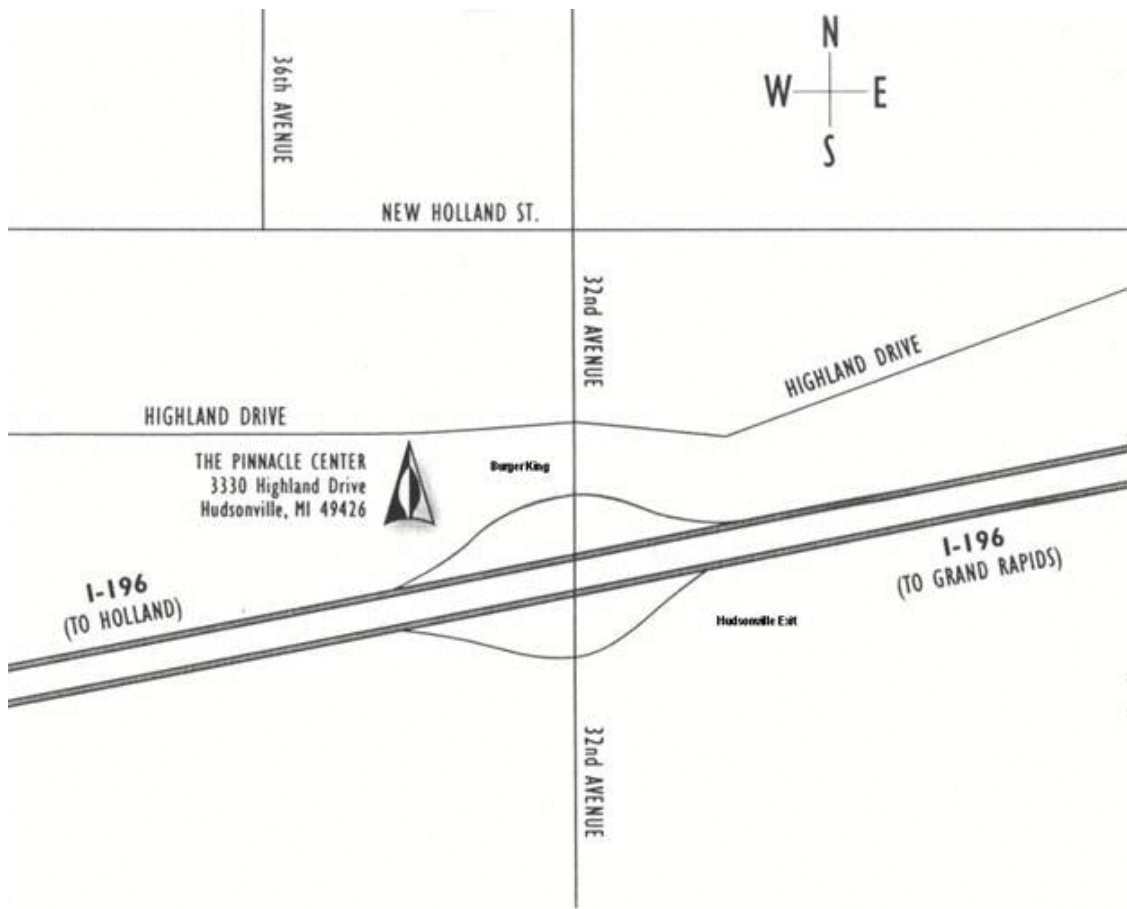 N
W E
S
36th AVENUE
NEW HOLLAND ST.
32nd AVENUE
HIGHLAND DRIVE
HIGHLAND DRIVE
THE PINNACLE CENTER
3330 Highland Drive
Hudsonville, MI 49426
Burger King
I-196
(TO GRAND RAPIDS)
I-196
(TO HOLLAND)
Hudsonville Exit
32nd AVENUE